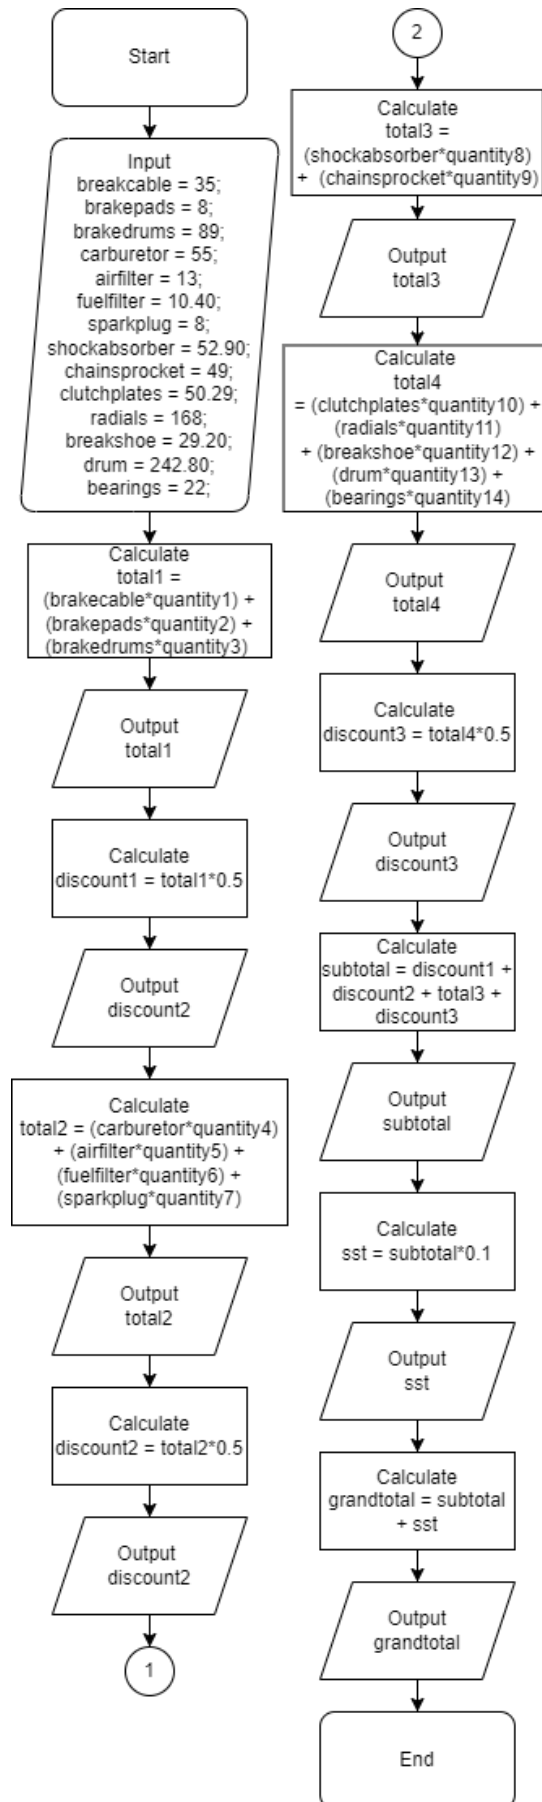 Start
Input
breakcable = 35;
brakepads = 8;
brakedrums = 89;
carburetor = 55;
airfilter = 13;
fuelfilter = 10.40;
sparkplug = 8;
shockabsorber = 52.90;
chainsprocket = 49;
clutchplates = 50.29;
radials = 168;
breakshoe = 29.20;
drum = 242.80;
bearings = 22;
Calculate
total1 =
(brakecable*quantity1) +
(brakepads*quantity2) +
(brakedrums*quantity3)
Output
total1
Calculate
discount1 = total1*0.5
Output
discount2
Calculate
total2 = (carburetor*quantity4)
+ (airfilter*quantity5) +
(fuelfilter*quantity6) +
(sparkplug*quantity7)
Output
total2
Calculate
discount2 = total2*0.5
Output
discount2
1
2
Calculate
total3 =
(shockabsorber*quantity8)
+ (chainsprocket*quantity9)
Output
total3
Calculate
total4
= (clutchplates*quantity10) +
(radials*quantity11)
+ (breakshoe*quantity12) +
(drum*quantity13) +
(bearings*quantity14)
Output
total4
Calculate
discount3 = total4*0.5
Output
discount3
Calculate
subtotal = discount1 +
discount2 + total3 +
discount3
Output
subtotal
Calculate
sst = subtotal*0.1
Output
sst
Calculate
grandtotal = subtotal
+ sst
Output
grandtotal
End